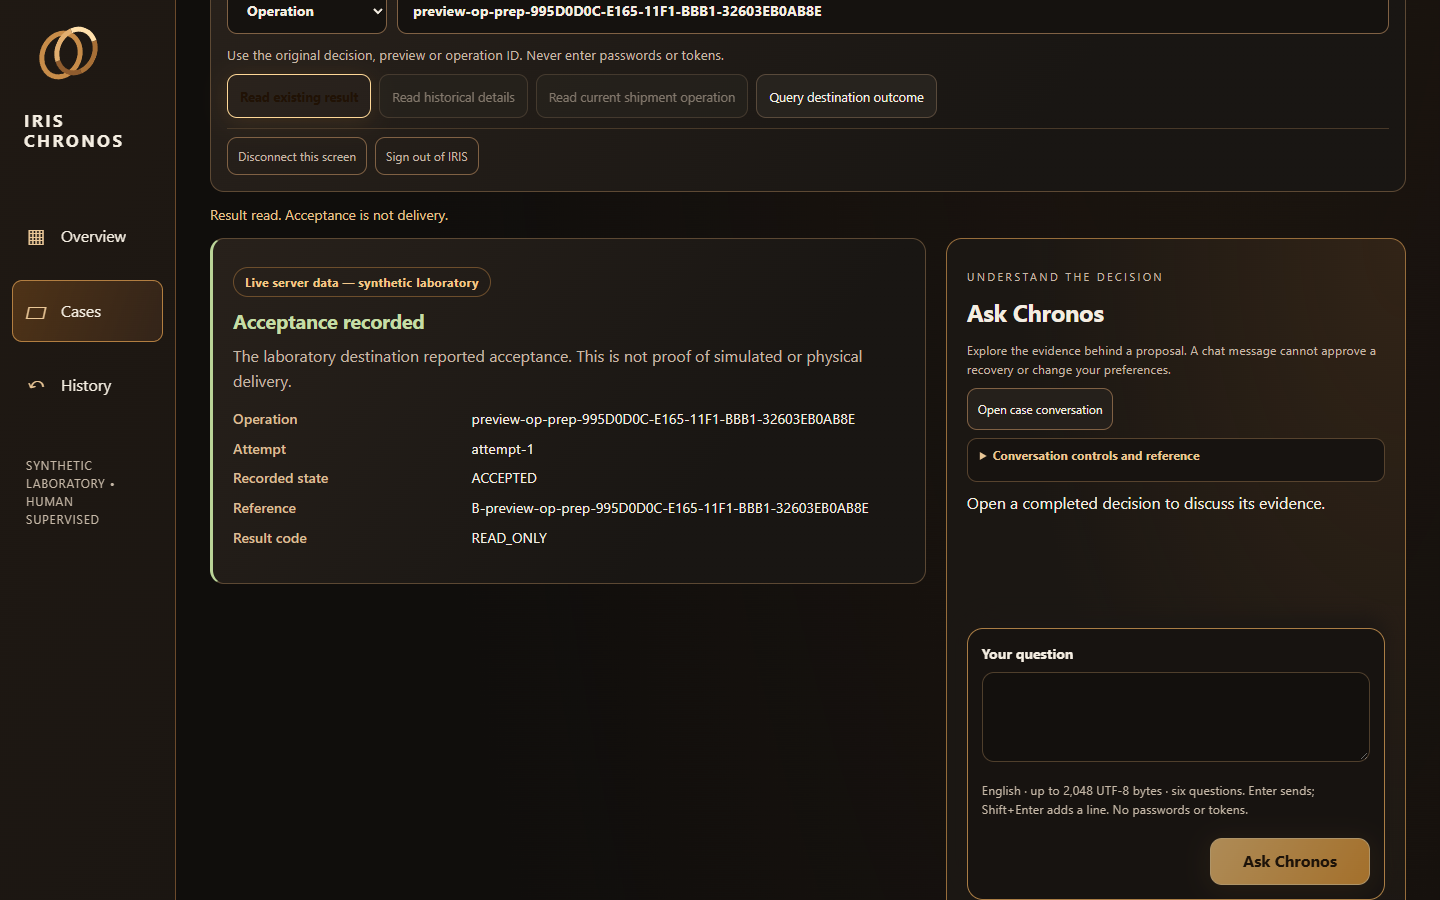 IRIS
CHRONOS
Overview
Cases
History
SYNTHETIC
LABORATORY •
HUMAN
SUPERVISED
Operation
preview-op-prep-995D0D0C-E165-11F1-BBB1-32603EB0AB8E
Use the original decision, preview or operation ID. Never enter passwords or tokens.
Read existing result
Read historical details
Read current shipment operation
Query destination outcome
Disconnect this screen
Sign out of IRIS
Result read. Acceptance is not delivery.
Live server data — synthetic laboratory
Acceptance recorded
The laboratory destination reported acceptance. This is not proof of simulated or physical
delivery.
Operation preview-op-prep-995D0D0C-E165-11F1-BBB1-32603EB0AB8E
Attempt attempt-1
Recorded state ACCEPTED
Reference B-preview-op-prep-995D0D0C-E165-11F1-BBB1-32603EB0AB8E
Result code READ_ONLY
UNDERSTAND THE DECISION
Ask Chronos
Explore the evidence behind a proposal. A chat message cannot approve a
recovery or change your preferences.
Open case conversation
Conversation controls and reference
Open a completed decision to discuss its evidence.
Your question
English · up to 2,048 UTF-8 bytes · six questions. Enter sends;
Shift+Enter adds a line. No passwords or tokens.
Ask Chronos